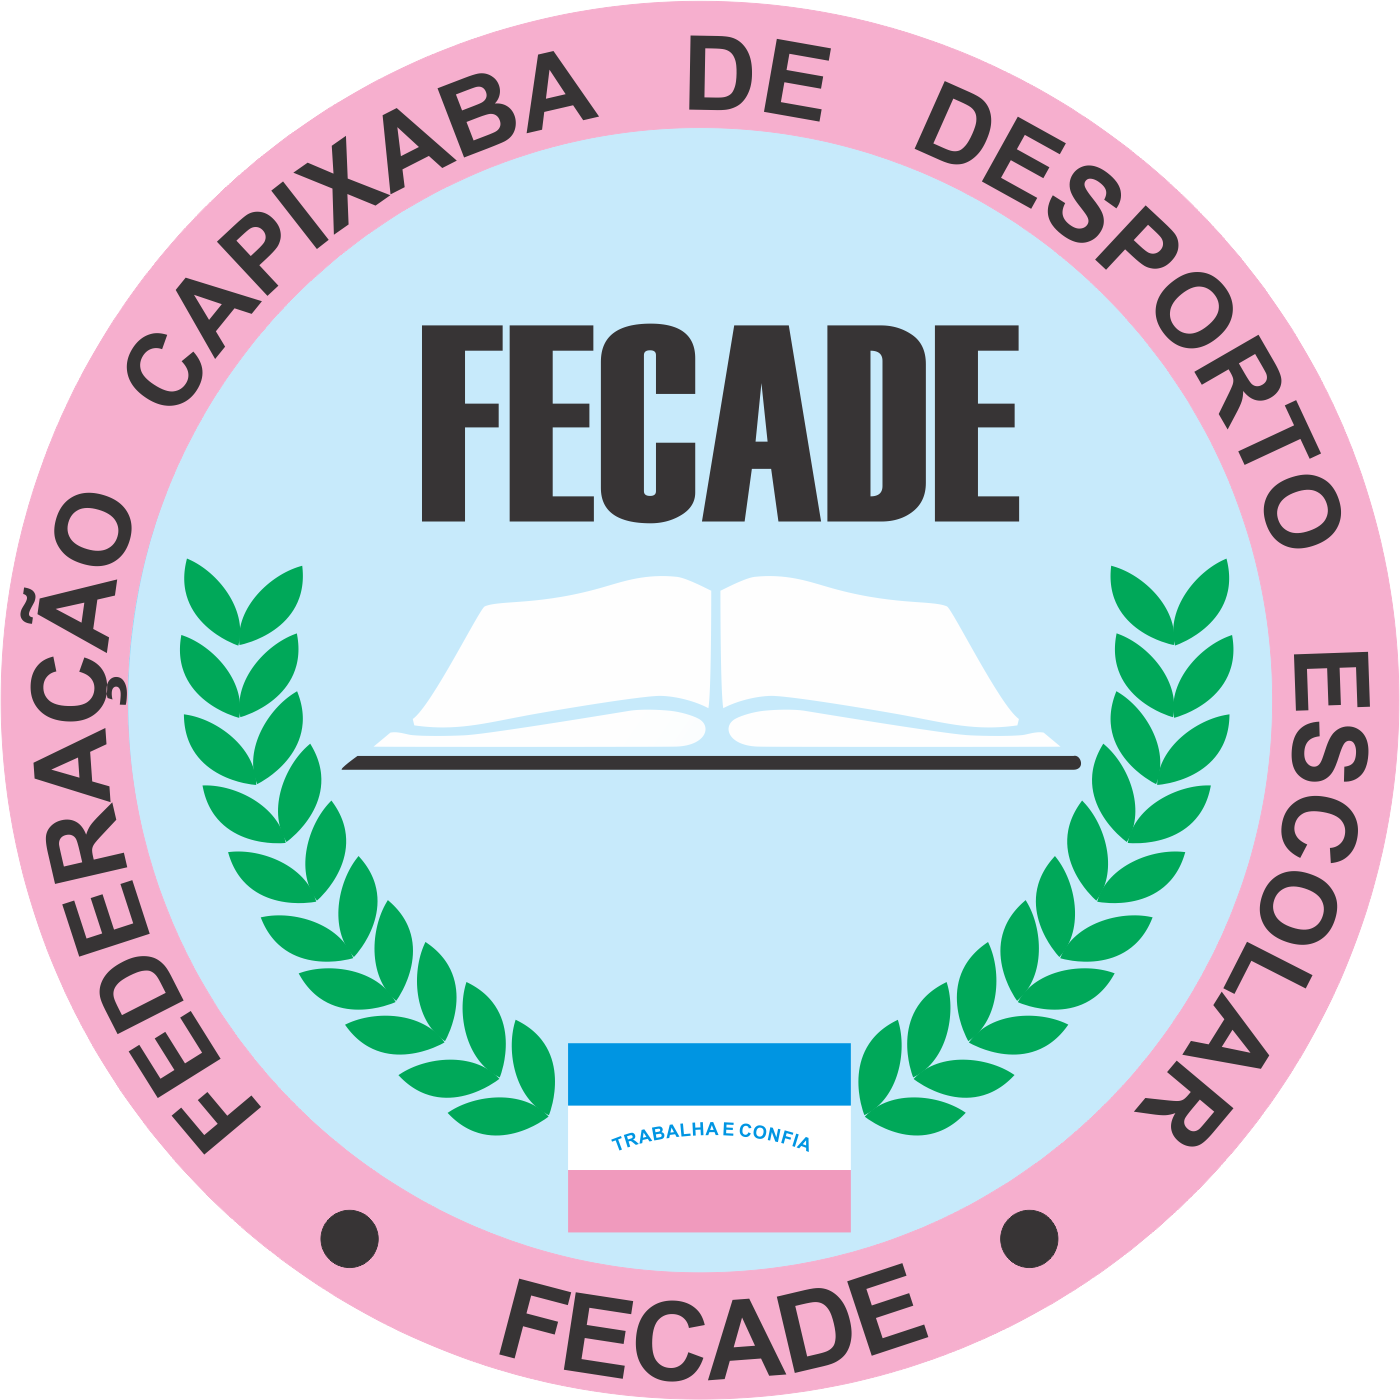 FEDERAÇÃO CAPIXABA DE DESPORTO ESCOLAR
FECADE
TRABALHA E CONFIA
FECADE